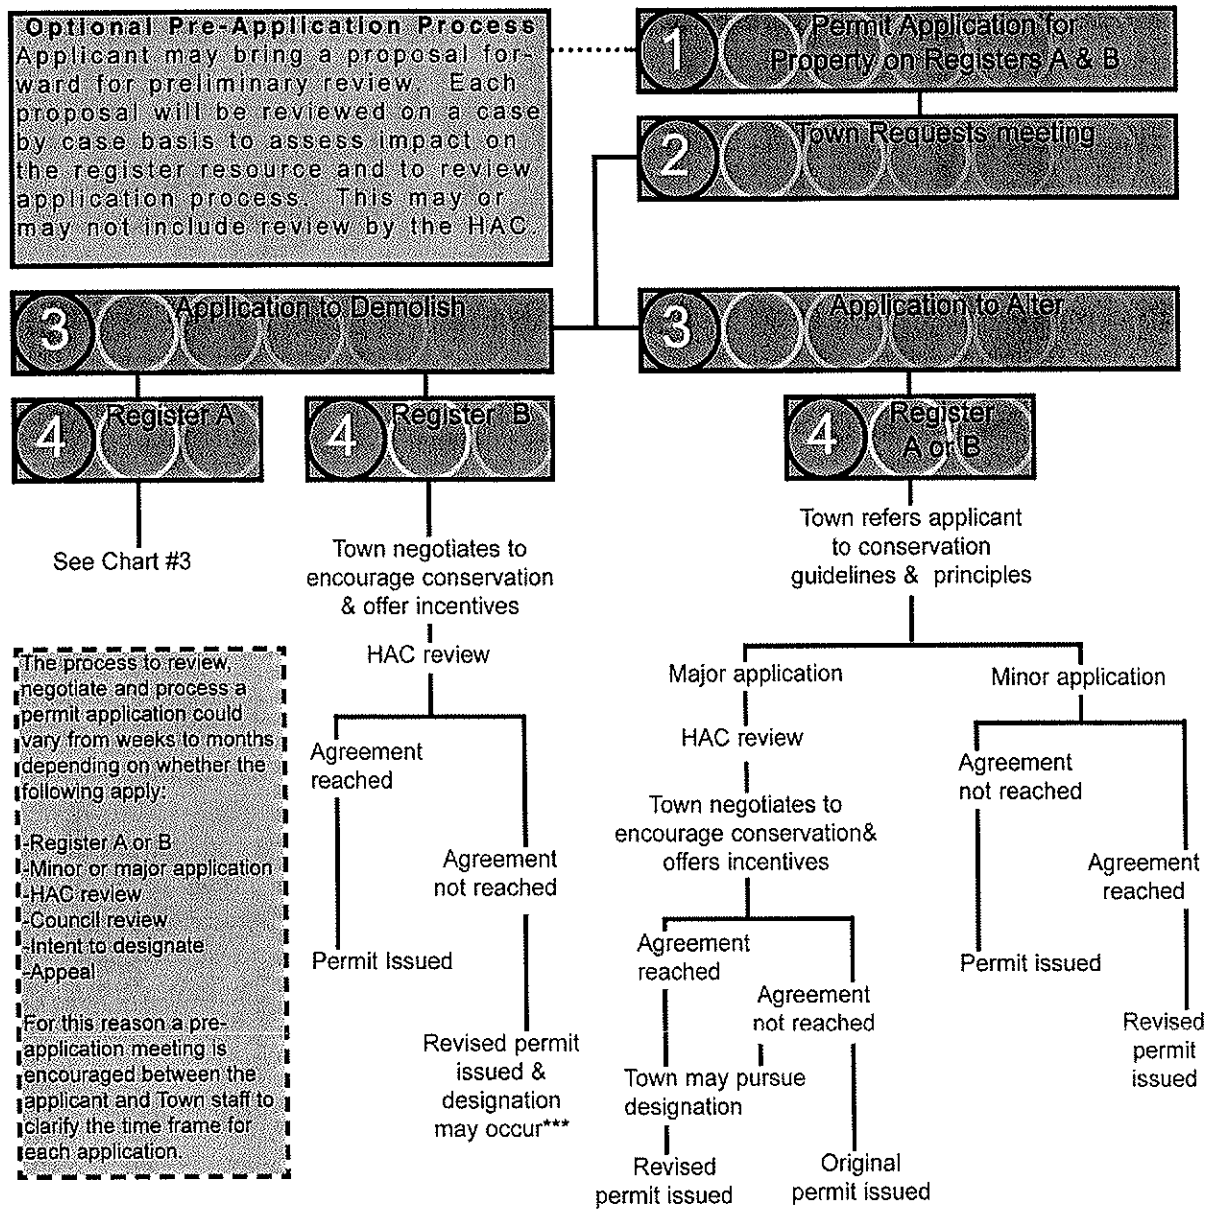 Optional Pre-Application Process
Applicant may bring a proposal for-
ward for preliminary review. Each
proposal will be reviewed on a case
by case basis to assess impact on
the register resource and to review
application process. This may or
may not include review by the HAC.
1
Permit Application for
Property on Registers A & B
2
Town Requests meeting
3
Application to Demolish
3
Application to Alter
4
Register A
4
Register B
4
Register
A or B
See Chart #3
Town negotiates to
encourage conservation
& offer incentives
HAC review
Agreement
reached
Permit Issued
Agreement
not reached
Revised permit
issued &
designation
may occur***
Town refers applicant
to conservation
guidelines & principles
Major application
HAC review
Town negotiates to
encourage conservation&
offers incentives
Agreement
reached
Agreement
not reached
Town may pursue
designation
Revised
permit issued
Original
permit issued
Minor application
Agreement
not reached
Permit issued
Agreement
reached
Revised
permit
issued
The process to review,
negotiate and process a
permit application could
vary from weeks to months
depending on whether the
following apply:
-Register A or B
-Minor or major application
-HAC review
-Council review
-Intent to designate
-Appeal
For this reason a pre-
application meeting is
encouraged between the
applicant and Town staff to
clarify the time frame for
each application.